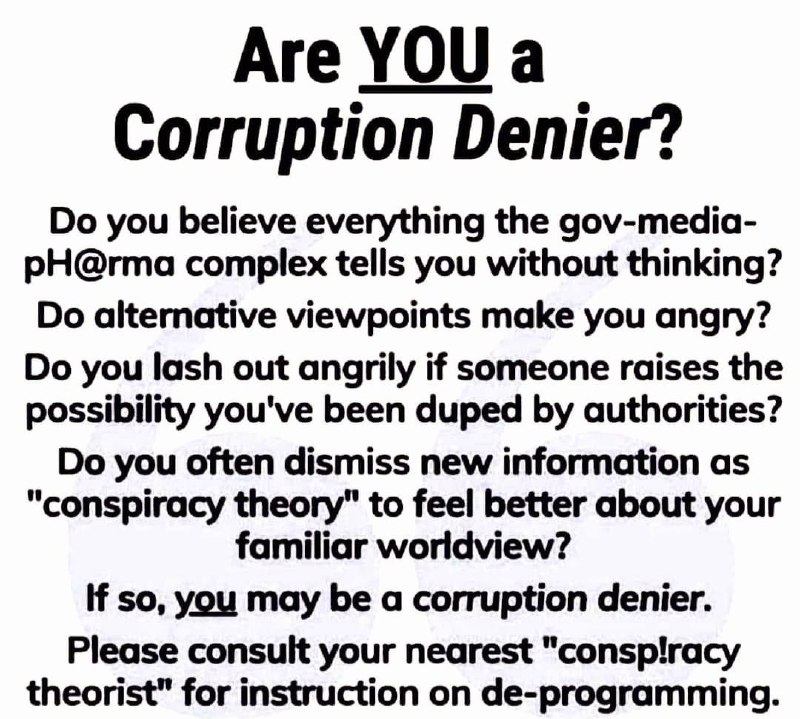 Are YOU a
Corruption Denier?
Do you believe everything the gov-media-
pH@rma complex tells you without thinking?
Do alternative viewpoints make you angry?
Do you lash out angrily if someone raises the
possibility you've been duped by authorities?
Do you often dismiss new information as
"conspiracy theory" to feel better about your
familiar worldview?
If so, you may be a corruption denier.
Please consult your nearest "consp!racy
theorist" for instruction on de-programming.